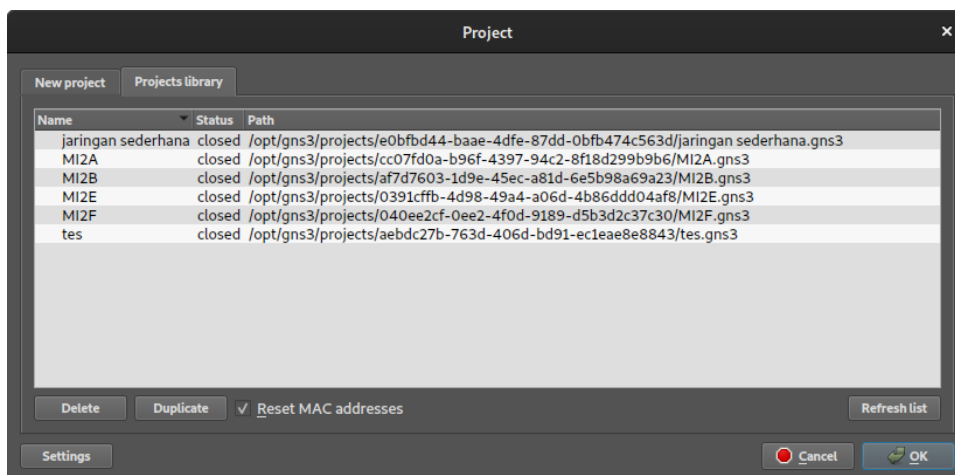 Project
New project Projects library
Name Status Path
jaringan sederhana closed /opt/gns3/projects/e0bfbd44-baae-4dfe-87dd-0bfb474c563d/jaringan sederhana.gns3
MI2A closed /opt/gns3/projects/cc07fd0a-b96f-4397-94c2-8f18d299b9b6/MI2A.gns3
MI2B closed /opt/gns3/projects/af7d7603-1d9e-45ec-a81d-6e5b98a69a23/MI2B.gns3
MI2E closed /opt/gns3/projects/0391cffb-4d98-49a4-a06d-4b86ddd04af8/MI2E.gns3
MI2F closed /opt/gns3/projects/040ee2cf-0ee2-4f0d-9189-d5b3d2c37c30/MI2F.gns3
tes closed /opt/gns3/projects/aebdc27b-763d-406d-bd91-ec1eae8e8843/tes.gns3
Delete Duplicate Reset MAC addresses Refresh list
Settings Cancel OK